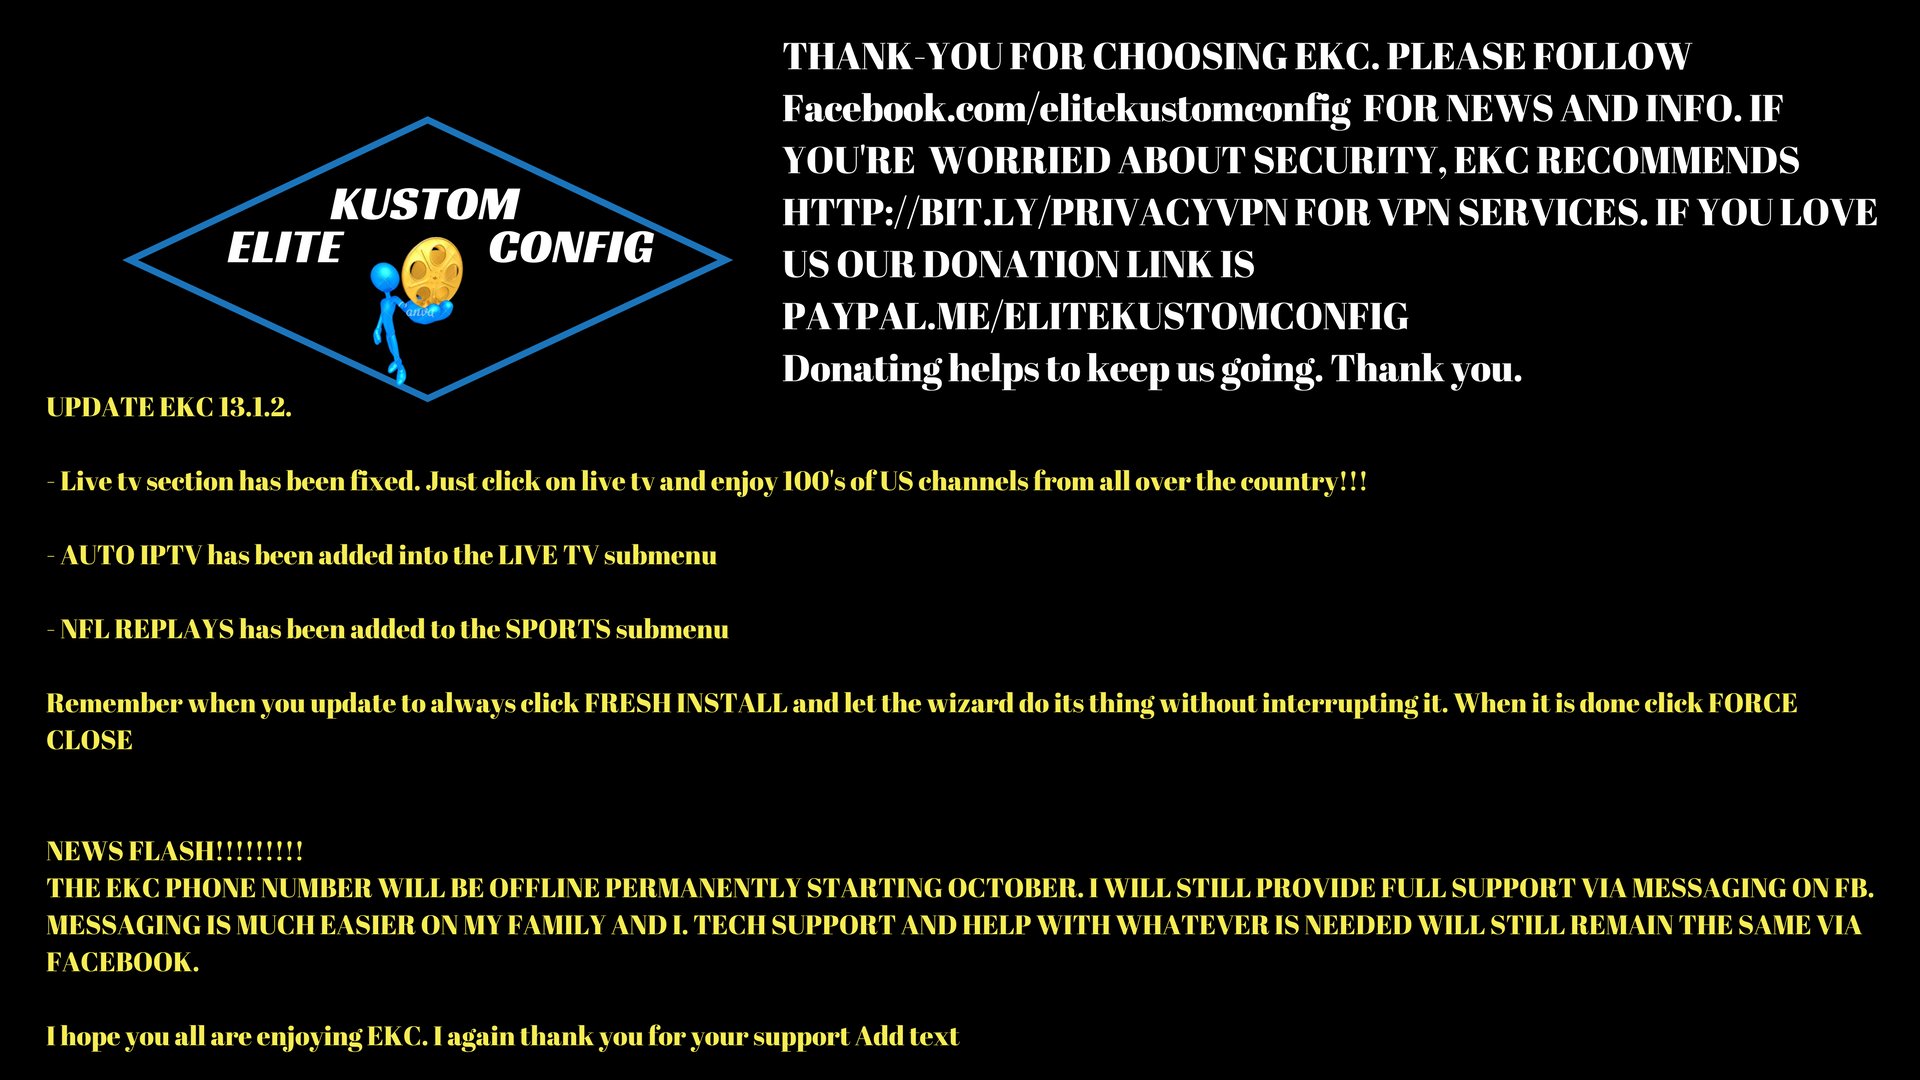 KUSTOM
ELITE CONFIG
THANK-YOU FOR CHOOSING EKC. PLEASE FOLLOW
Facebook.com/elitekustomconfig FOR NEWS AND INFO. IF
YOU'RE WORRIED ABOUT SECURITY, EKC RECOMMENDS
HTTP://BIT.LY/PRIVACYVPN FOR VPN SERVICES. IF YOU LOVE
US OUR DONATION LINK IS
PAYPAL.ME/ELITEKUSTOMCONFIG
Donating helps to keep us going. Thank you.
UPDATE EKC 13.1.2.
- Live tv section has been fixed. Just click on live tv and enjoy 100's of US channels from all over the country!!!
- AUTO IPTV has been added into the LIVE TV submenu
- NFL REPLAYS has been added to the SPORTS submenu
Remember when you update to always click FRESH INSTALL and let the wizard do its thing without interrupting it. When it is done click FORCE
CLOSE
NEWS FLASH!!!!!!!!!
THE EKC PHONE NUMBER WILL BE OFFLINE PERMANENTLY STARTING OCTOBER. I WILL STILL PROVIDE FULL SUPPORT VIA MESSAGING ON FB.
MESSAGING IS MUCH EASIER ON MY FAMILY AND I. TECH SUPPORT AND HELP WITH WHATEVER IS NEEDED WILL STILL REMAIN THE SAME VIA
FACEBOOK.
I hope you all are enjoying EKC. I again thank you for your support Add text